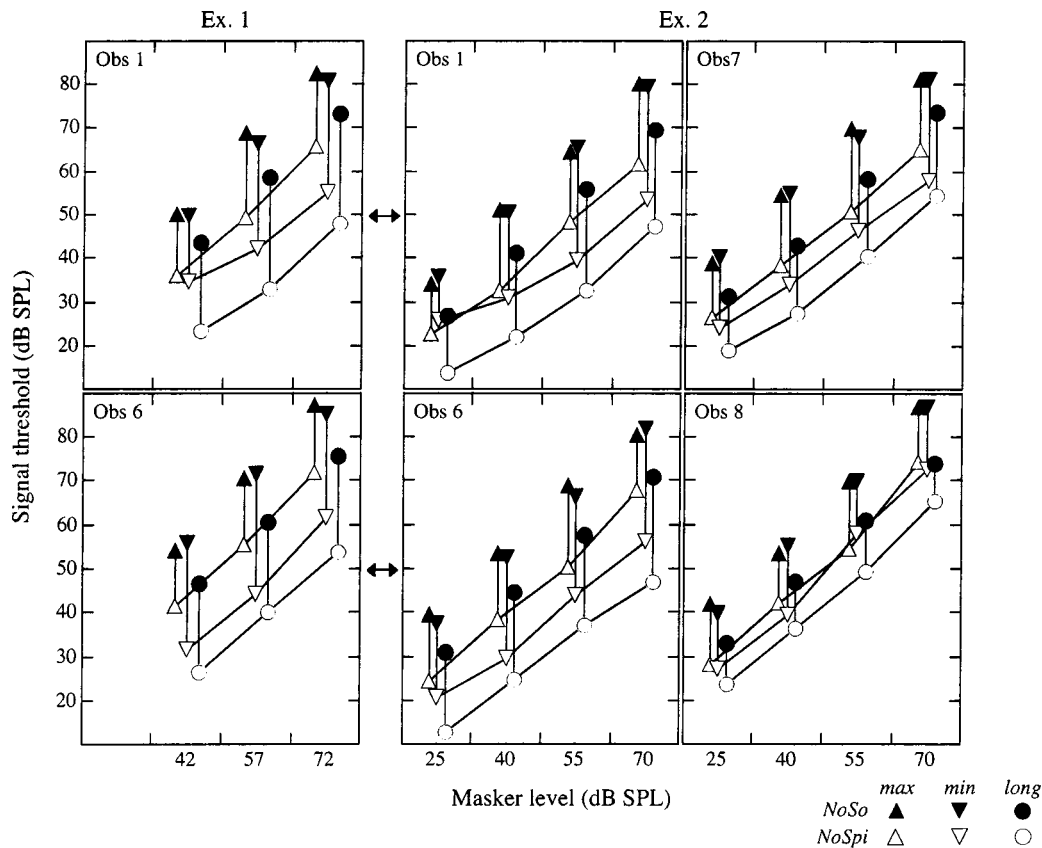 Ex. 1 Ex. 2
Obs 1 Obs 1 Obs7
80
70
60
50
40
30
20
Obs 6 Obs 6 Obs 8
80
70
60
50
40
30
20
Signal threshold (dB SPL)
42 57 72 25 40 55 70 25 40 55 70
Masker level (dB SPL)
max min long
NoSo
NoSpi